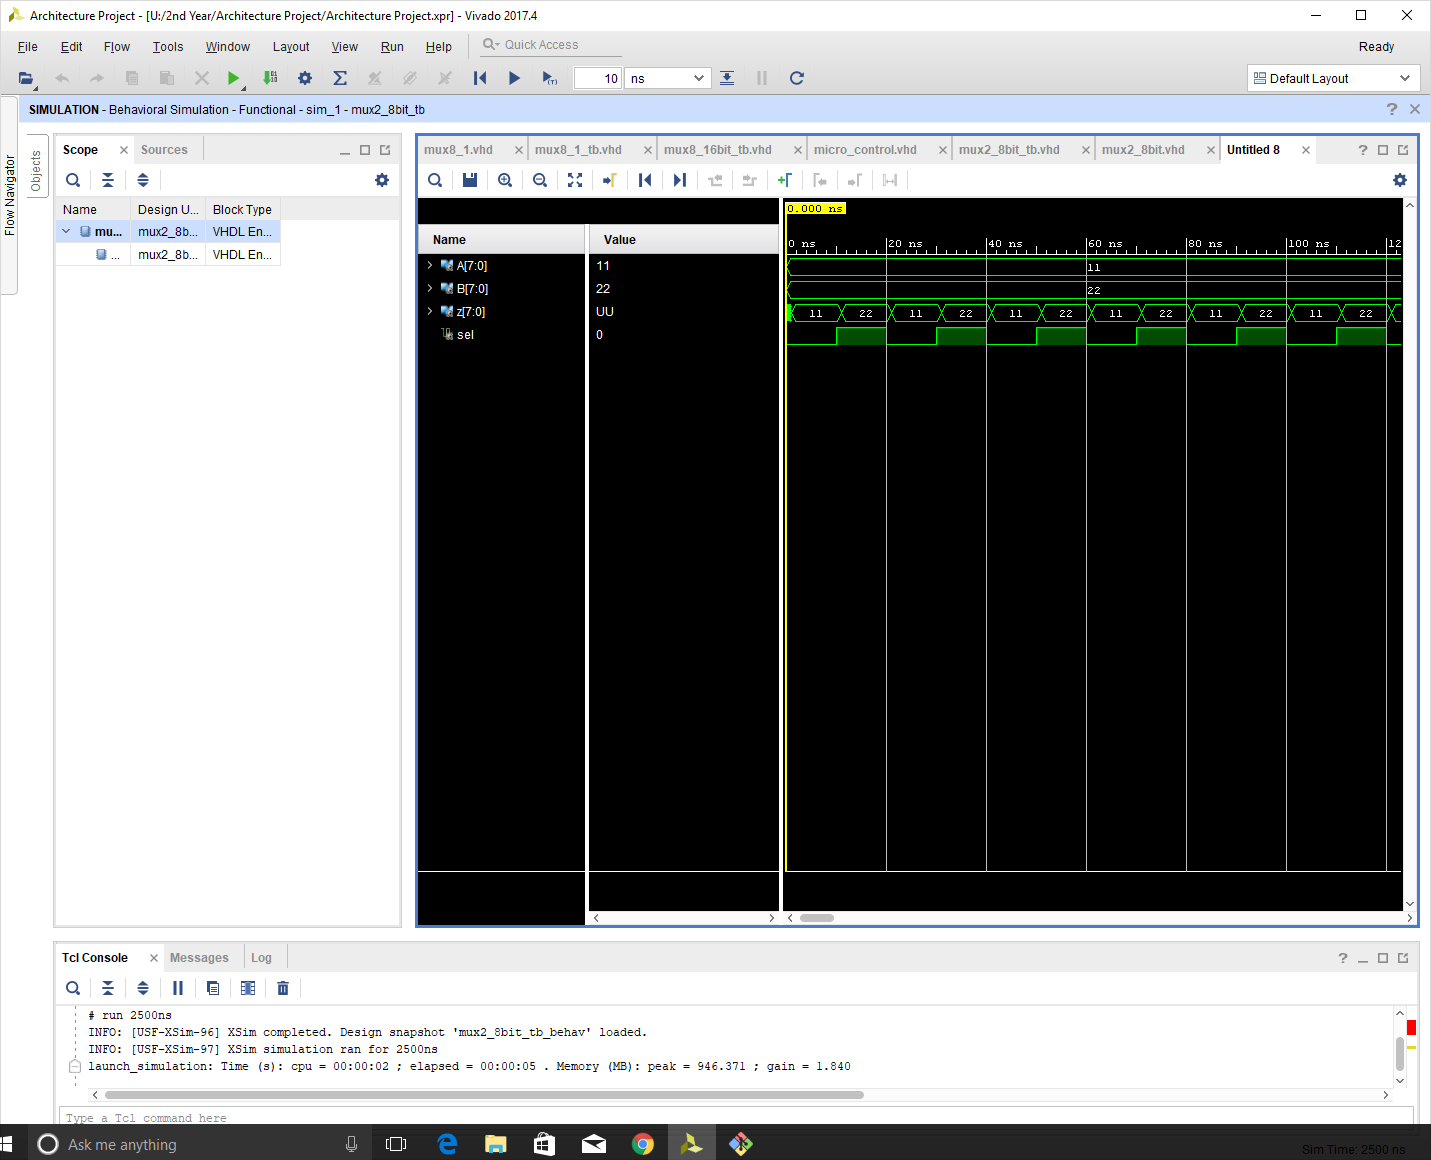 Architecture Project - [U:/2nd Year/Architecture Project/Architecture Project.xpr] - Vivado 2017.4
File Edit Flow Tools Window Layout View Run Help Quick Access Ready
10 ns Default Layout
SIMULATION - Behavioral Simulation - Functional - sim_1 - mux2_8bit_tb
Flow Navigator
Objects
Scope Sources
Name Design U... Block Type
mu... mux2_8b... VHDL En...
... mux2_8b... VHDL En...
mux8_1.vhd mux8_1_tb.vhd mux8_16bit_tb.vhd micro_control.vhd mux2_8bit_tb.vhd mux2_8bit.vhd Untitled 8
0.000 ns
Name Value 0 ns 20 ns 40 ns 60 ns 80 ns 100 ns 12
A[7:0] 11 11
B[7:0] 22 22
z[7:0] UU 11 22 11 22 11 22 11 22 11 22 11 22
sel 0
Tcl Console Messages Log
# run 2500ns
INFO: [USF-XSim-96] XSim completed. Design snapshot 'mux2_8bit_tb_behav' loaded.
INFO: [USF-XSim-97] XSim simulation ran for 2500ns
launch_simulation: Time (s): cpu = 00:00:02 ; elapsed = 00:00:05 . Memory (MB): peak = 946.371 ; gain = 1.840
Type a Tcl command here
Ask me anything
Sim Time: 2500 ns